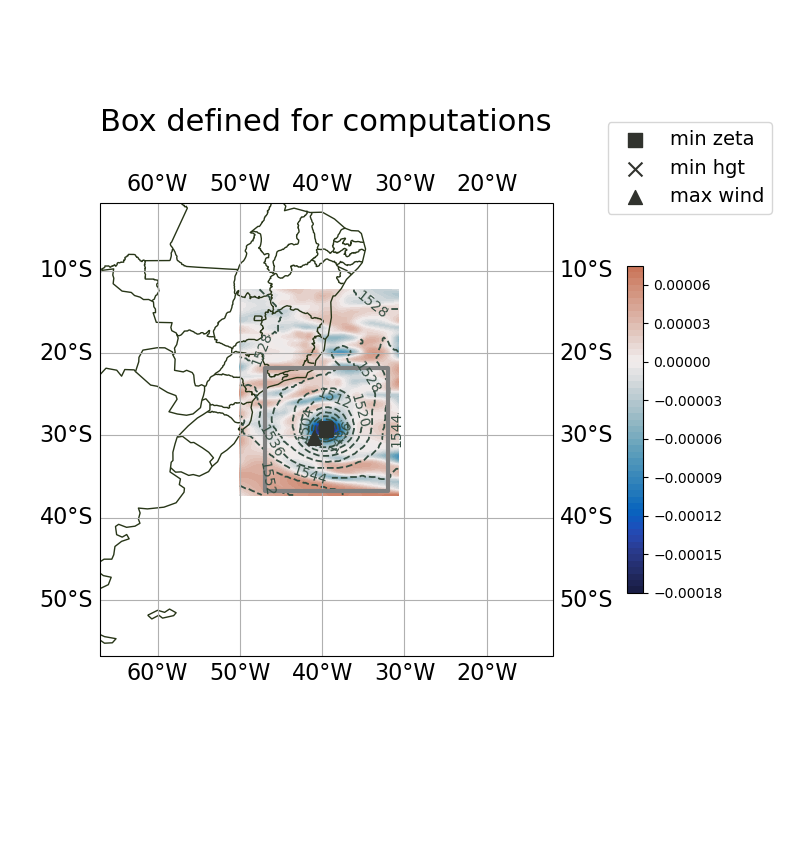 Box defined for computations
min zeta
min hgt
max wind
60°W 50°W 40°W 30°W 20°W
10°S 10°S
20°S 20°S
30°S 30°S
40°S 40°S
50°S 50°S
60°W 50°W 40°W 30°W 20°W
1528
1528
1528
1512
1520
1536
1544
1544
1552
0.00006
0.00003
0.00000
−0.00003
−0.00006
−0.00009
−0.00012
−0.00015
−0.00018